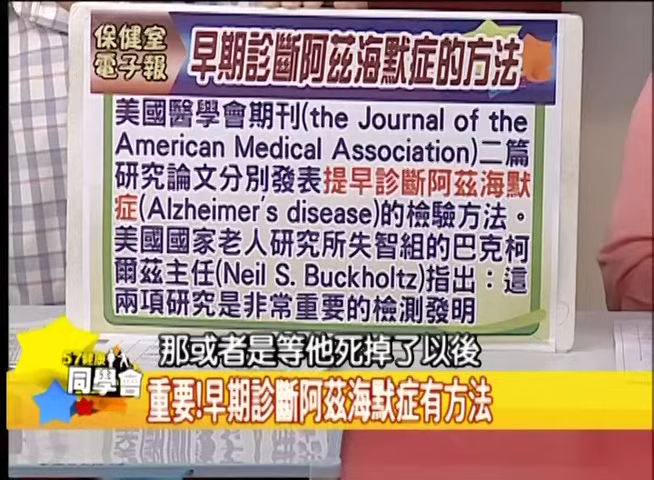 保健室
電子報
早期診斷阿茲海默症的方法
美國醫學會期刊(the Journal of the
American Medical Association)二篇
研究論文分別發表提早診斷阿茲海默
症(Alzheimer's disease)的檢驗方法。
美國國家老人研究所失智組的巴克柯
爾茲主任(Neil S. Buckholtz)指出：這
兩項研究是非常重要的檢測發明
那或者是等他死掉了以後
57健康
同學會
重要!早期診斷阿茲海默症有方法